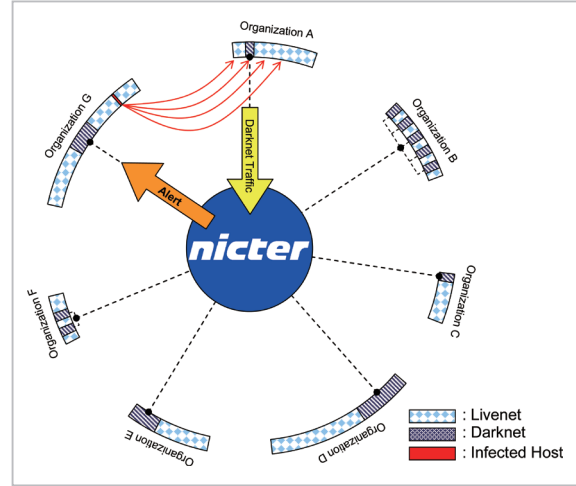 Organization A
Organization G
Organization B
Darknet Traffic
Alert
nicter
Organization F
Organization C
Organization E
Organization D
: Livenet
: Darknet
: Infected Host